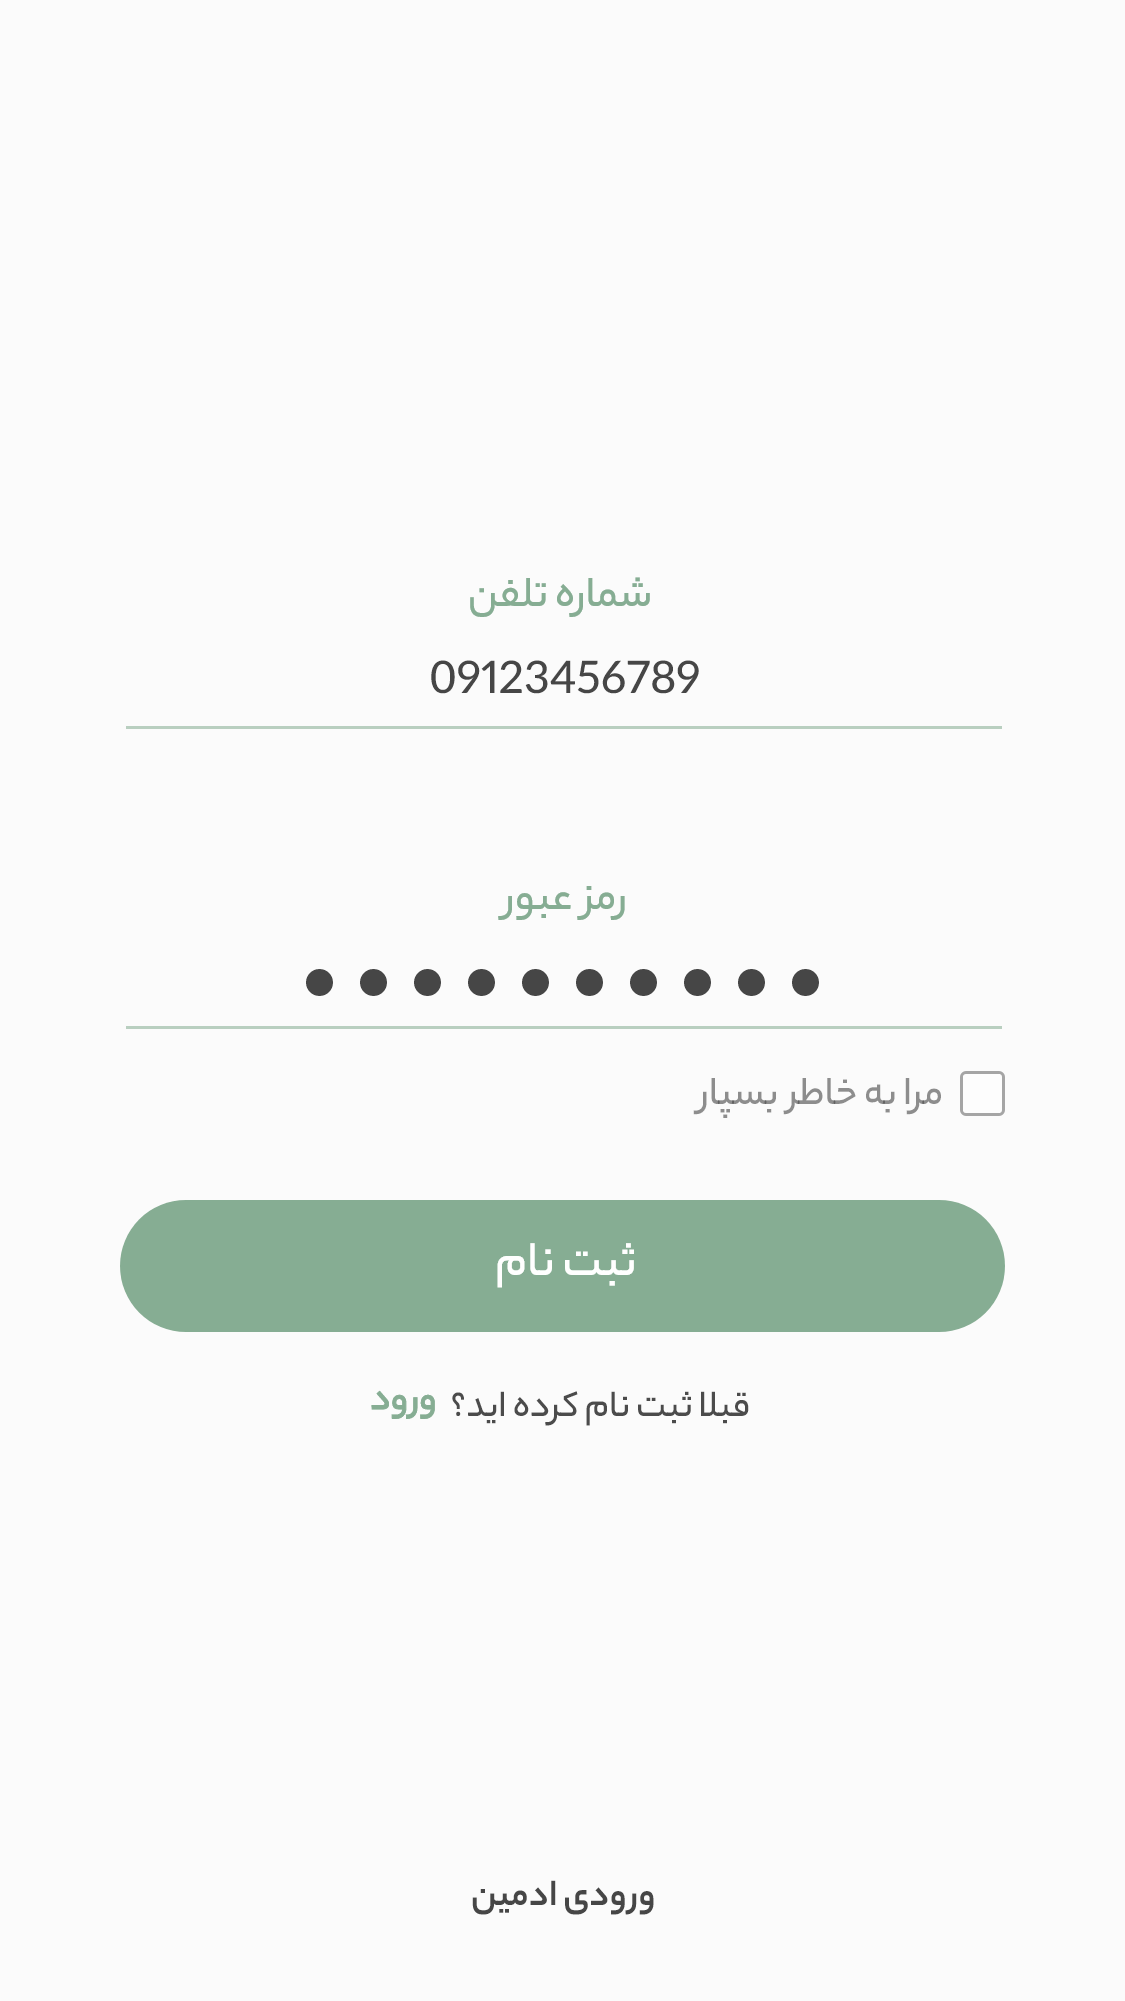 شماره تلفن
09123456789
رمز عبور
مرا به خاطر بسپار
ثبت نام
قبلا ثبت نام کرده اید؟ ورود
ورودی ادمین